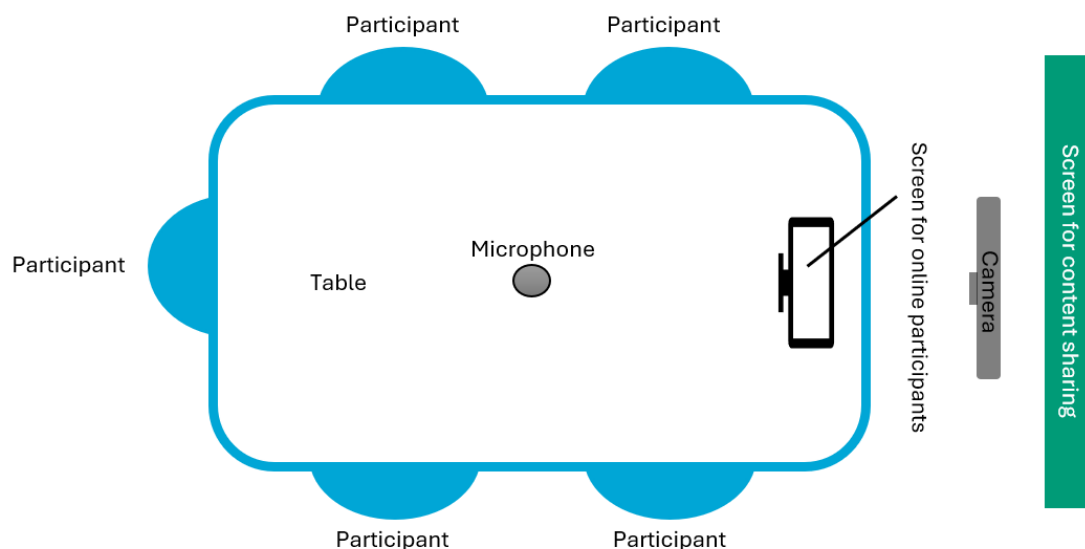 Participant
Participant
Participant
Microphone
Table
Screen for online participants
Camera
Screen for content sharing
Participant
Participant